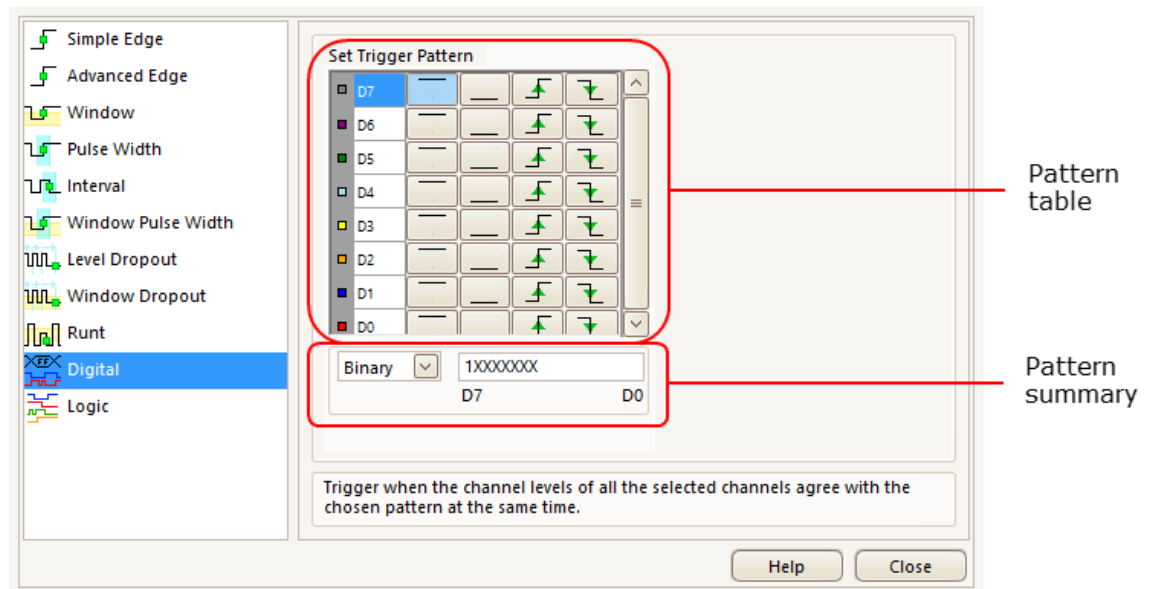 Simple Edge
Advanced Edge
Window
Pulse Width
Interval
Window Pulse Width
Level Dropout
Window Dropout
Runt
FF
Digital
Logic
Set Trigger Pattern
D7
D6
D5
D4
D3
D2
D1
D0
Binary
1XXXXXXX
D7 D0
Trigger when the channel levels of all the selected channels agree with the
chosen pattern at the same time.
Help
Close
Pattern
table
Pattern
summary